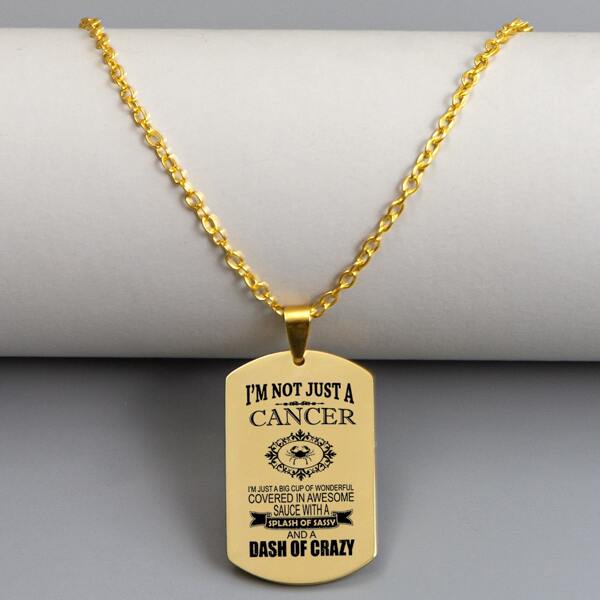 I'M NOT JUST A
CANCER
I'M JUST A BIG CUP OF WONDERFUL
COVERED IN AWESOME
SAUCE WITH A
SPLASH OF SASSY
AND A
DASH OF CRAZY